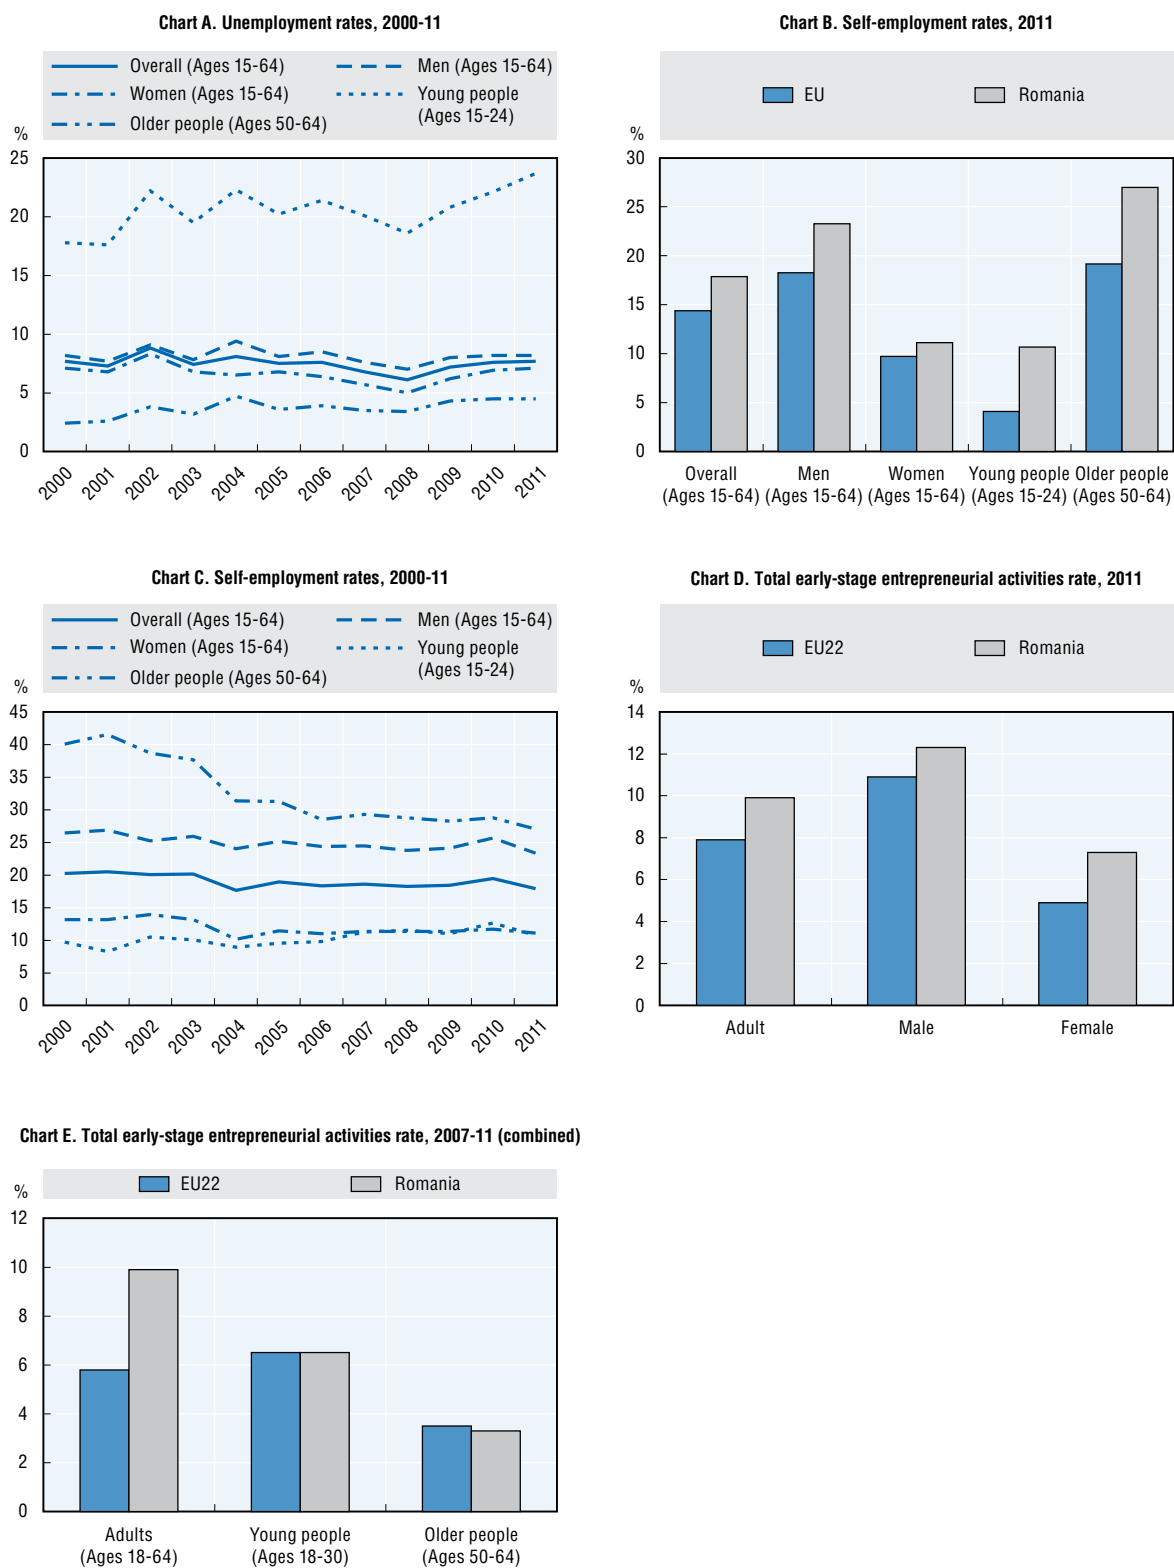 Chart A. Unemployment rates, 2000-11
Overall (Ages 15-64)
Men (Ages 15-64)
Women (Ages 15-64)
Young people
(Ages 15-24)
Older people (Ages 50-64)
%
25
20
15
10
5
0
2000
2001
2002
2003
2004
2005
2006
2007
2008
2009
2010
2011
Chart B. Self-employment rates, 2011
EU
Romania
%
30
25
20
15
10
5
0
Overall
(Ages 15-64)
Men
(Ages 15-64)
Women
(Ages 15-64)
Young people
(Ages 15-24)
Older people
(Ages 50-64)
Chart C. Self-employment rates, 2000-11
Overall (Ages 15-64)
Men (Ages 15-64)
Women (Ages 15-64)
Young people
(Ages 15-24)
Older people (Ages 50-64)
%
45
40
35
30
25
20
15
10
5
0
2000
2001
2002
2003
2004
2005
2006
2007
2008
2009
2010
2011
Chart D. Total early-stage entrepreneurial activities rate, 2011
EU22
Romania
%
14
12
10
8
6
4
2
0
Adult
Male
Female
Chart E. Total early-stage entrepreneurial activities rate, 2007-11 (combined)
EU22
Romania
%
12
10
8
6
4
2
0
Adults
(Ages 18-64)
Young people
(Ages 18-30)
Older people
(Ages 50-64)